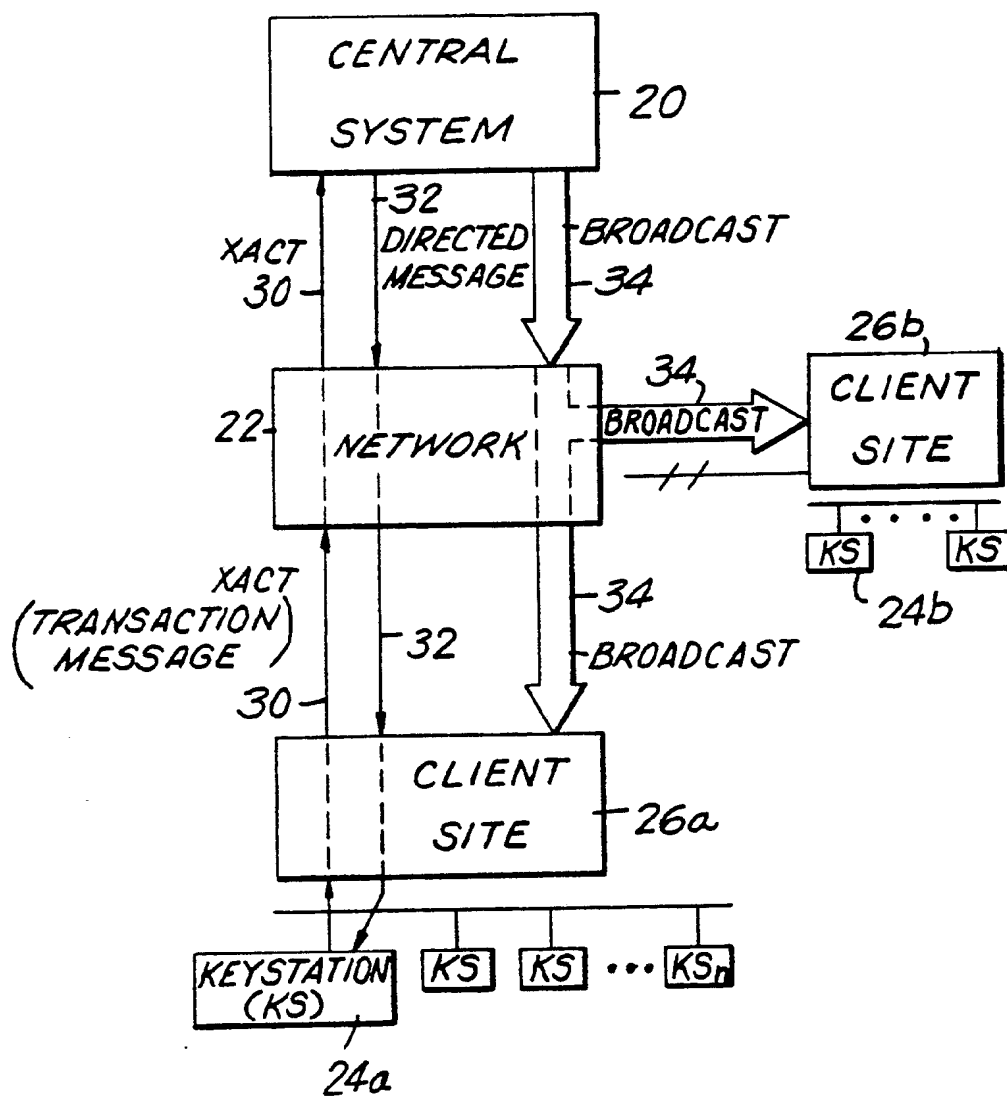 CENTRAL
SYSTEM
20
32
DIRECTED
MESSAGE
BROADCAST
34
XACT
30
26b
CLIENT
SITE
34
BROADCAST
22
NETWORK
KS
....
KS
24b
XACT
(TRANSACTION
MESSAGE)
30
32
34
BROADCAST
CLIENT
SITE
26a
KEYSTATION
(KS)
KS
KS
•••
KSn
24a